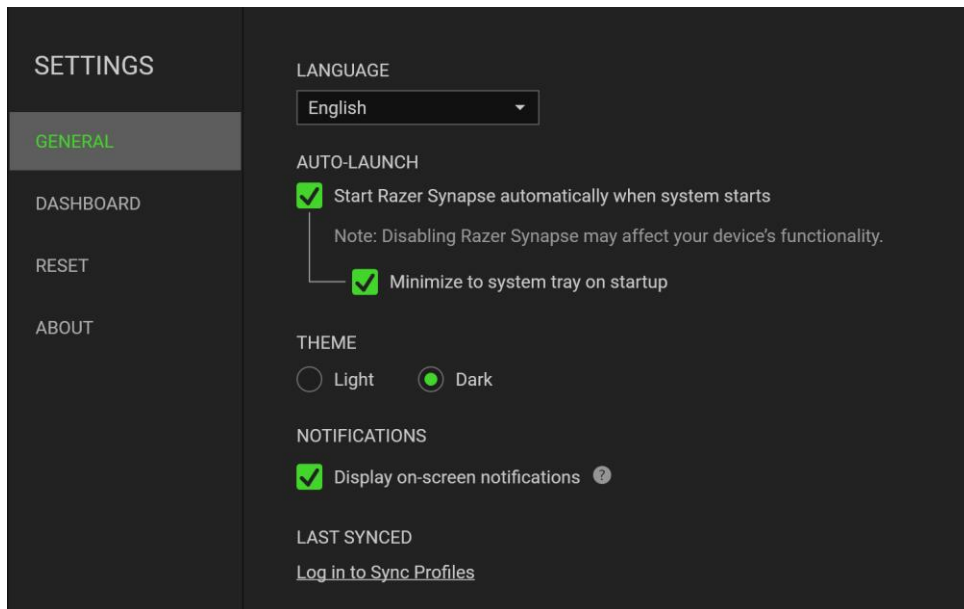 SETTINGS
GENERAL
DASHBOARD
RESET
ABOUT
LANGUAGE
English
AUTO-LAUNCH
Start Razer Synapse automatically when system starts
Note: Disabling Razer Synapse may affect your device’s functionality.
Minimize to system tray on startup
THEME
Light Dark
NOTIFICATIONS
Display on-screen notifications ?
LAST SYNCED
Log in to Sync Profiles